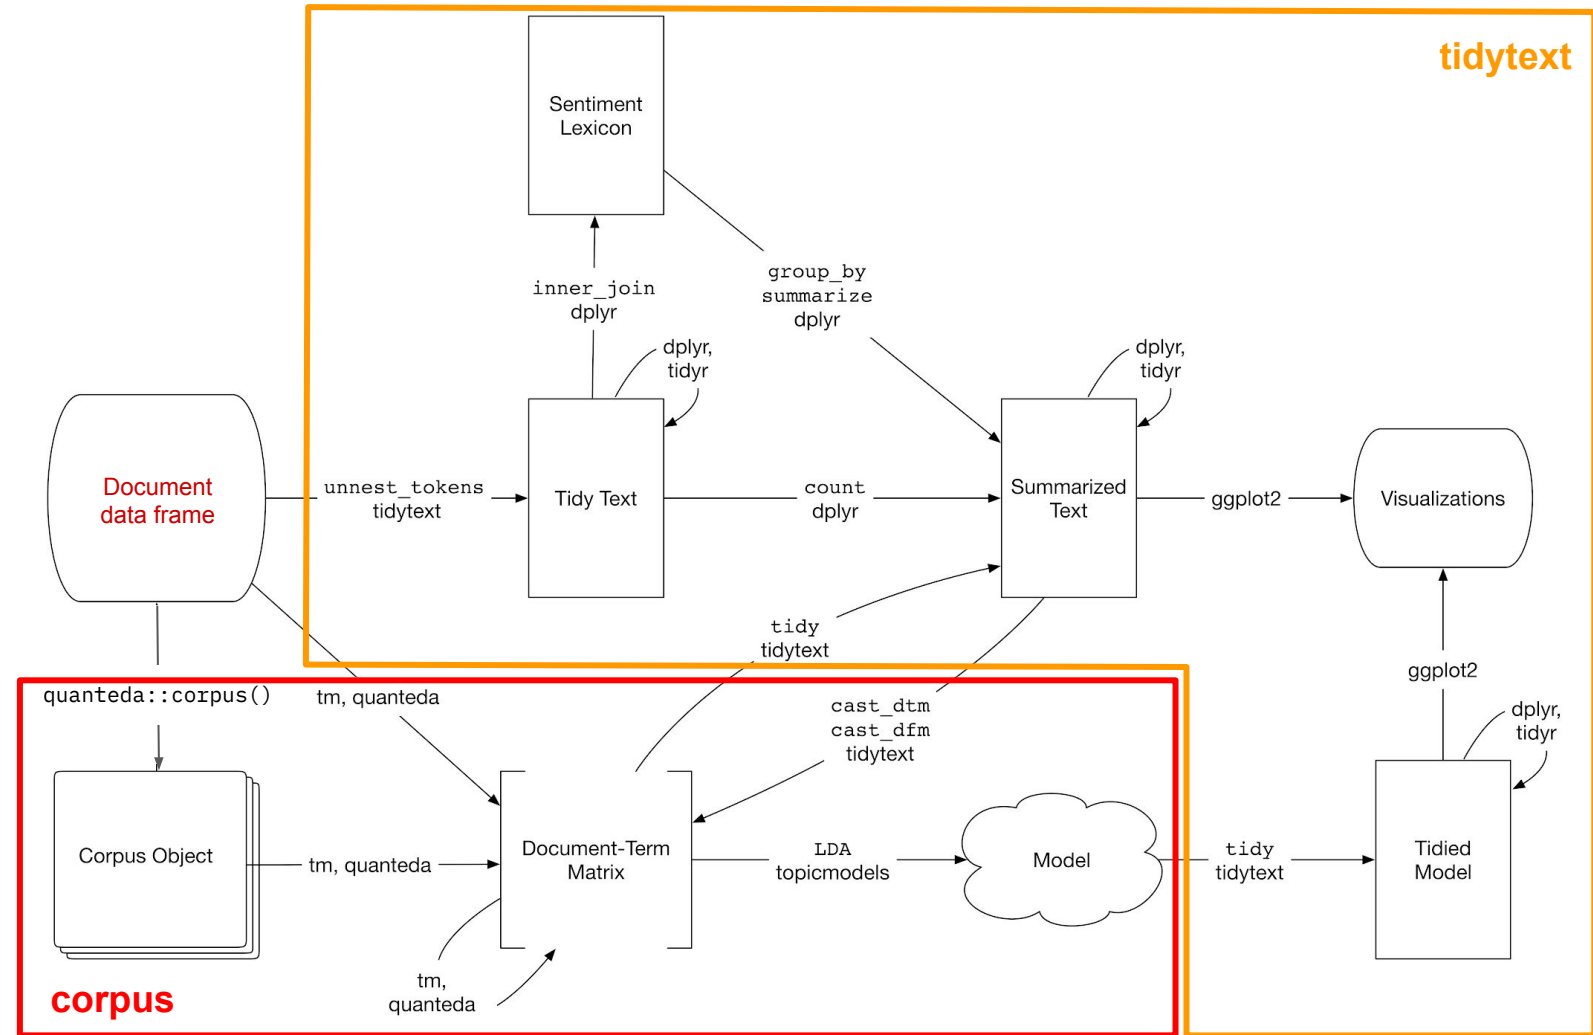 tidytext
Sentiment
Lexicon
inner_join
dplyr
group_by
summarize
dplyr
dplyr,
tidyr
dplyr,
tidyr
Document
data frame
unnest_tokens
tidytext
Tidy Text
count
dplyr
Summarized
Text
ggplot2
Visualizations
tidy
tidytext
ggplot2
quanteda::corpus()
tm, quanteda
cast_dtm
cast_dfm
tidytext
dplyr,
tidyr
Corpus Object
tm, quanteda
Document-Term
Matrix
LDA
topicmodels
Model
tidy
tidytext
Tidied
Model
tm,
quanteda
corpus